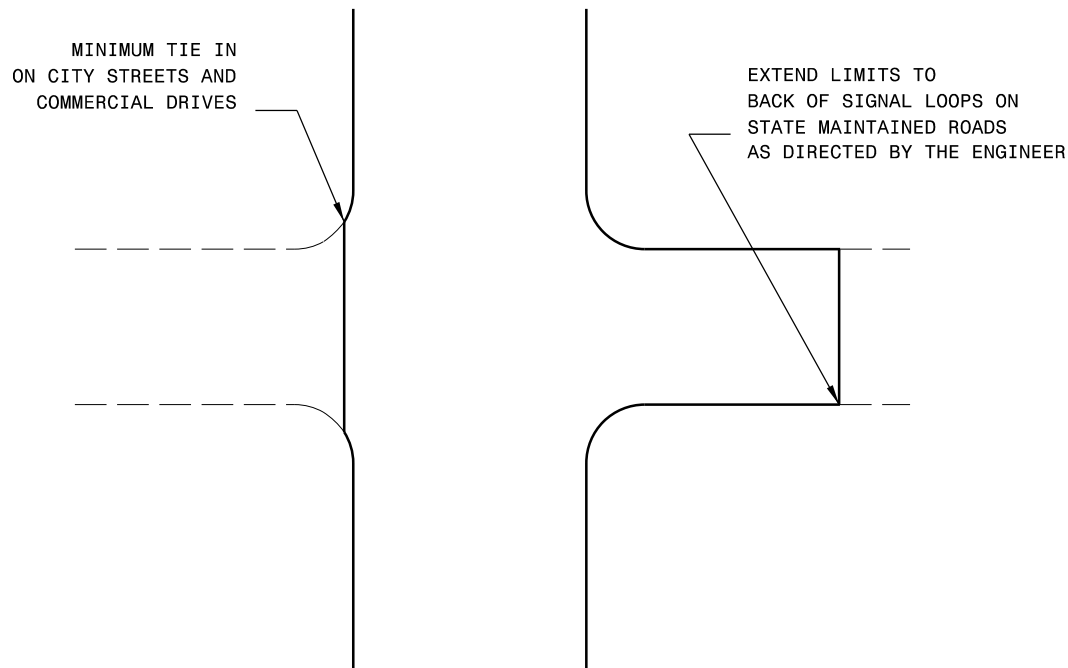 MINIMUM TIE IN
ON CITY STREETS AND
COMMERCIAL DRIVES
EXTEND LIMITS TO
BACK OF SIGNAL LOOPS ON
STATE MAINTAINED ROADS
AS DIRECTED BY THE ENGINEER